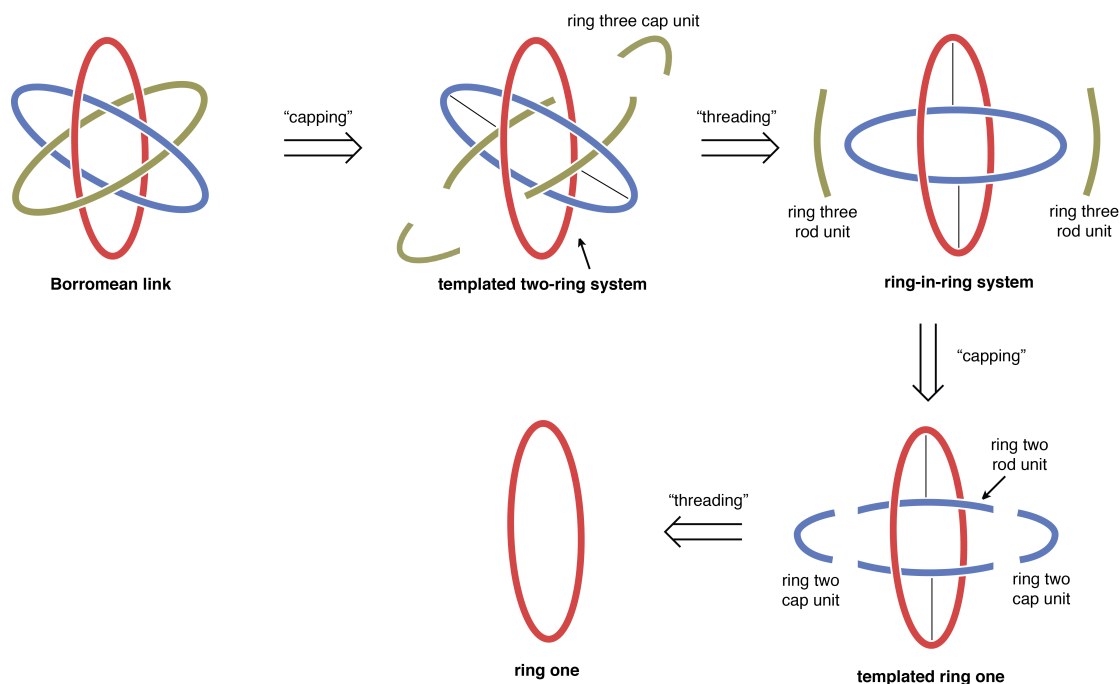 ring three cap unit
“capping”
“threading”
ring three
rod unit
ring three
rod unit
Borromean link
templated two-ring system
ring-in-ring system
“capping”
ring two
rod unit
“threading”
ring two
cap unit
ring two
cap unit
ring one
templated ring one